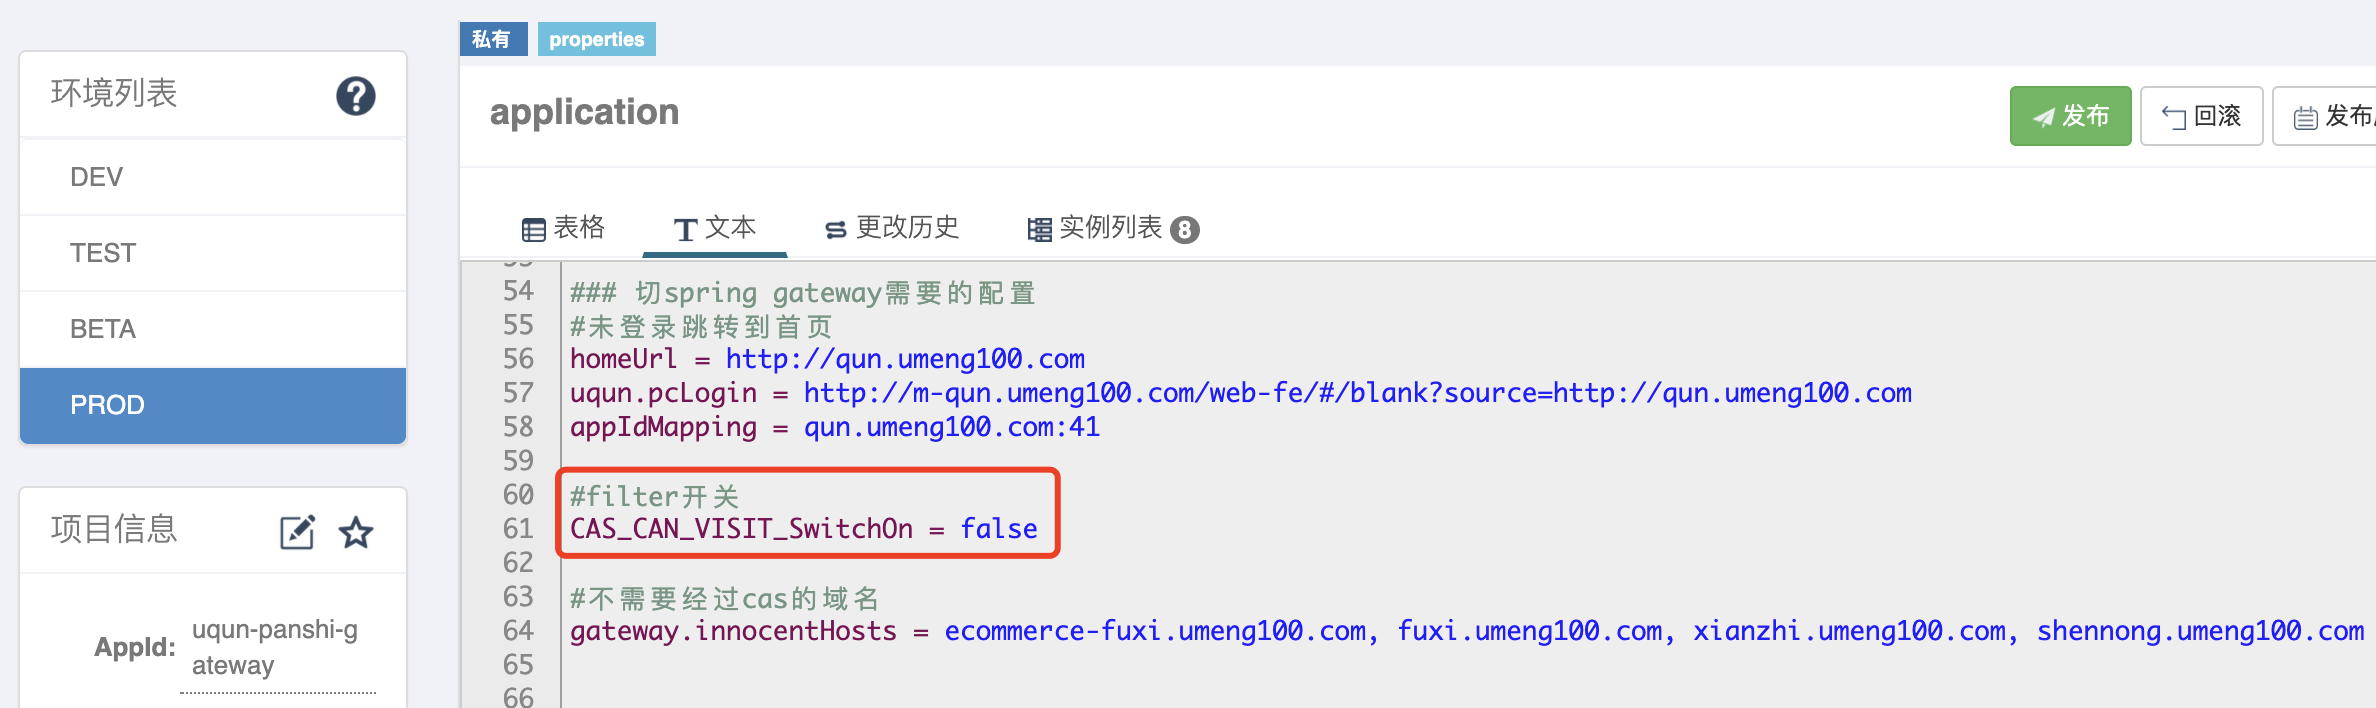 私有
properties
环境列表
DEV
TEST
BETA
PROD
项目信息
AppId:
uqun-panshi-g
ateway
application
发布
回滚
发布
表格
文本
更改历史
实例列表 8
54 ### 切spring gateway需要的配置
55 #未登录跳转到首页
56 homeUrl = http://qun.umeng100.com
57 uqun.pcLogin = http://m-qun.umeng100.com/web-fe/#/blank?source=http://qun.umeng100.com
58 appIdMapping = qun.umeng100.com:41
59
60 #filter开关
61 CAS_CAN_VISIT_SwitchOn = false
62
63 #不需要经过cas的域名
64 gateway.innocentHosts = ecommerce-fuxi.umeng100.com, fuxi.umeng100.com, xianzhi.umeng100.com, shennong.umeng100.com
65
66